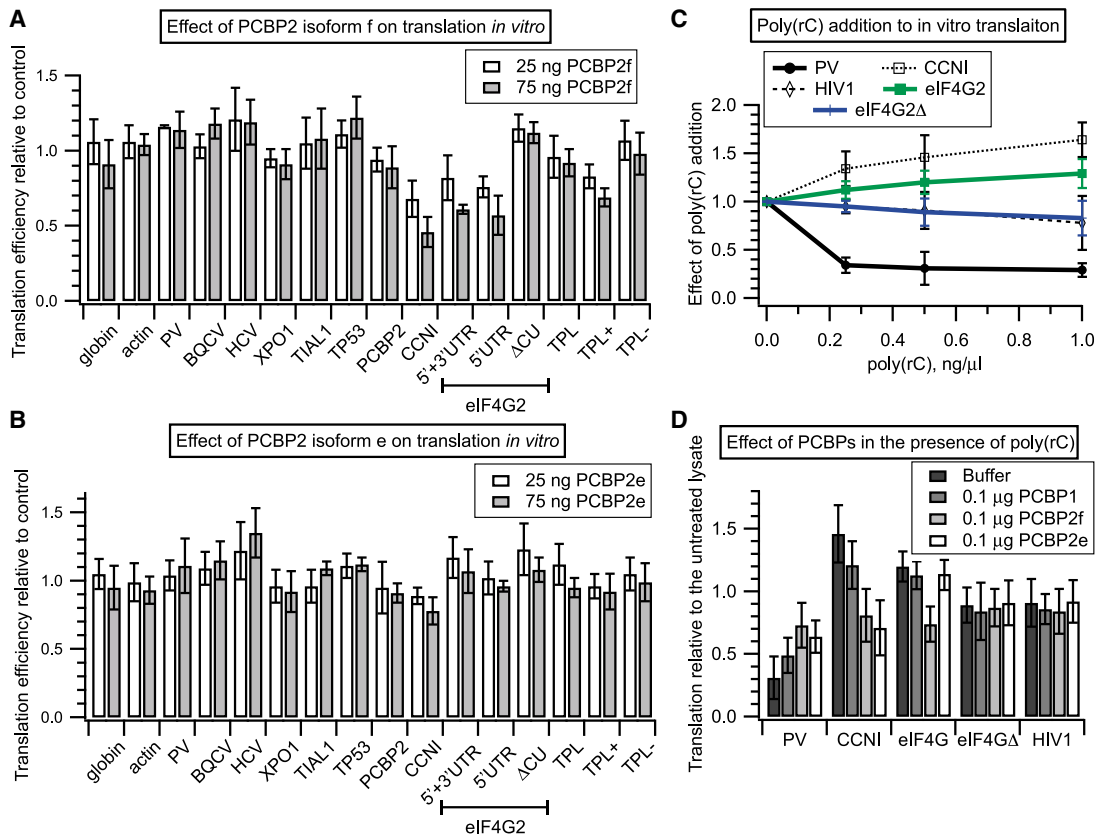 A
Effect of PCBP2 isoform f on translation in vitro
25 ng PCBP2f
75 ng PCBP2f
Translation efficiency relative to control
1.5
1.0
0.5
0.0
globin
actin
PV
BQCV
HCV
XPO1
TIAL1
TP53
PCBP2
CCNI
5'+3'UTR
5'UTR
ΔCU
TPL
TPL+
TPL-
eIF4G2
B
Effect of PCBP2 isoform e on translation in vitro
25 ng PCBP2e
75 ng PCBP2e
Translation efficiency relative to control
1.5
1.0
0.5
0.0
globin
actin
PV
BQCV
HCV
XPO1
TIAL1
TP53
PCBP2
CCNI
5'+3'UTR
5'UTR
ΔCU
TPL
TPL+
TPL-
eIF4G2
C
Poly(rC) addition to in vitro translaiton
PV
CCNI
HIV1
eIF4G2
eIF4G2Δ
Effect of poly(rC) addition
2.0
1.5
1.0
0.5
0.0
0.0
0.2
0.4
0.6
0.8
1.0
poly(rC), ng/µl
D
Effect of PCBPs in the presence of poly(rC)
Buffer
0.1 µg PCBP1
0.1 µg PCBP2f
0.1 µg PCBP2e
Translation relative to the untreated lysate
1.5
1.0
0.5
0.0
PV
CCNI
eIF4G
eIF4GΔ
HIV1